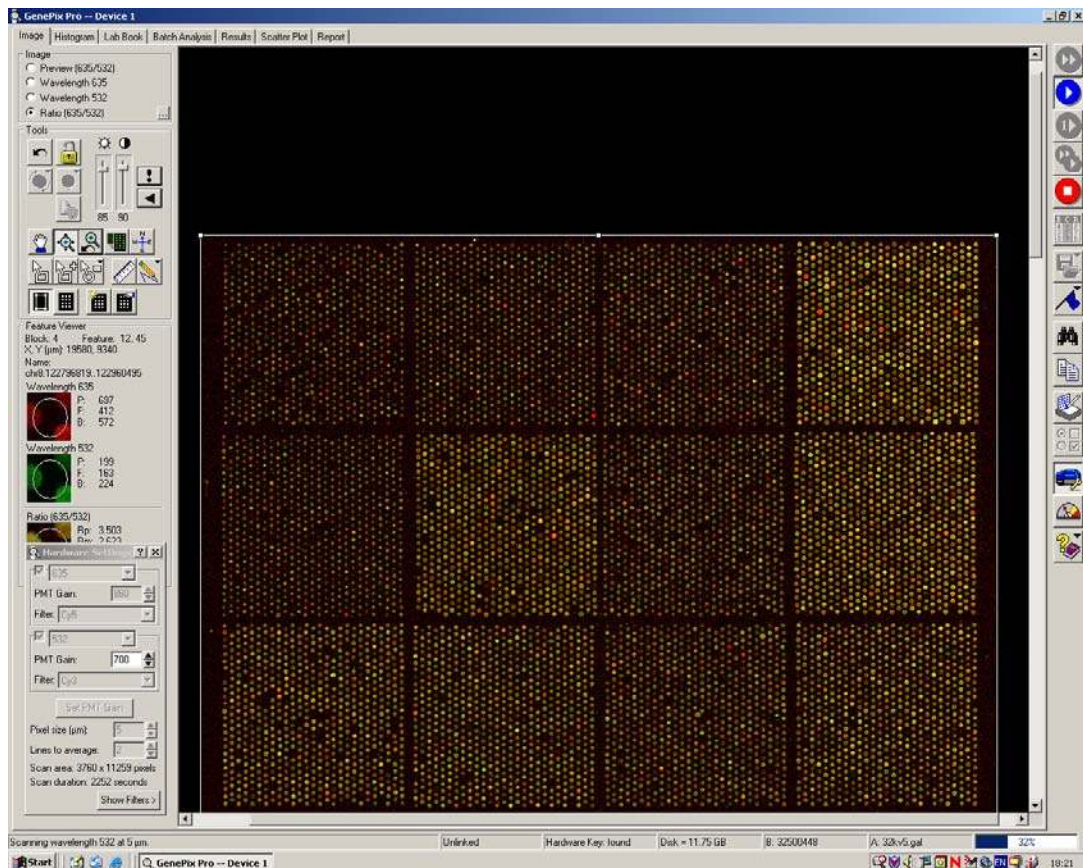 GenePix Pro -- Device 1
Image Histogram Lab Book Batch Analysis Results Scatter Plot Report
Image
Preview (635/532)
Wavelength 635
Wavelength 532
Ratio (635/532)
...
Tools
85 90
Feature Viewer
Block: 4 Feature: 12, 45
X, Y (µm): 19580, 9340
Name:
chr8:122796819..122960495
Wavelength 635
P: 697
F: 412
B: 572
Wavelength 532
P: 199
F: 163
B: 224
Ratio (635/532)
Rp: 3.503
Hardware Settings
635
PMT Gain:
Filter: Cy5
532
PMT Gain: 700
Filter: Cy3
Set PMT Gain
Pixel size (µm): 5
Lines to average: 2
Scan area: 3760 x 11259 pixels
Scan duration: 2252 seconds
Show Filters >
Scanning wavelength 532 at 5 µm. Unlinked Hardware Key: found Disk = 11.75 GB B: 32500448 A: 32kv5.gal 32%
Start GenePix Pro -- Device 1 EN 18:21